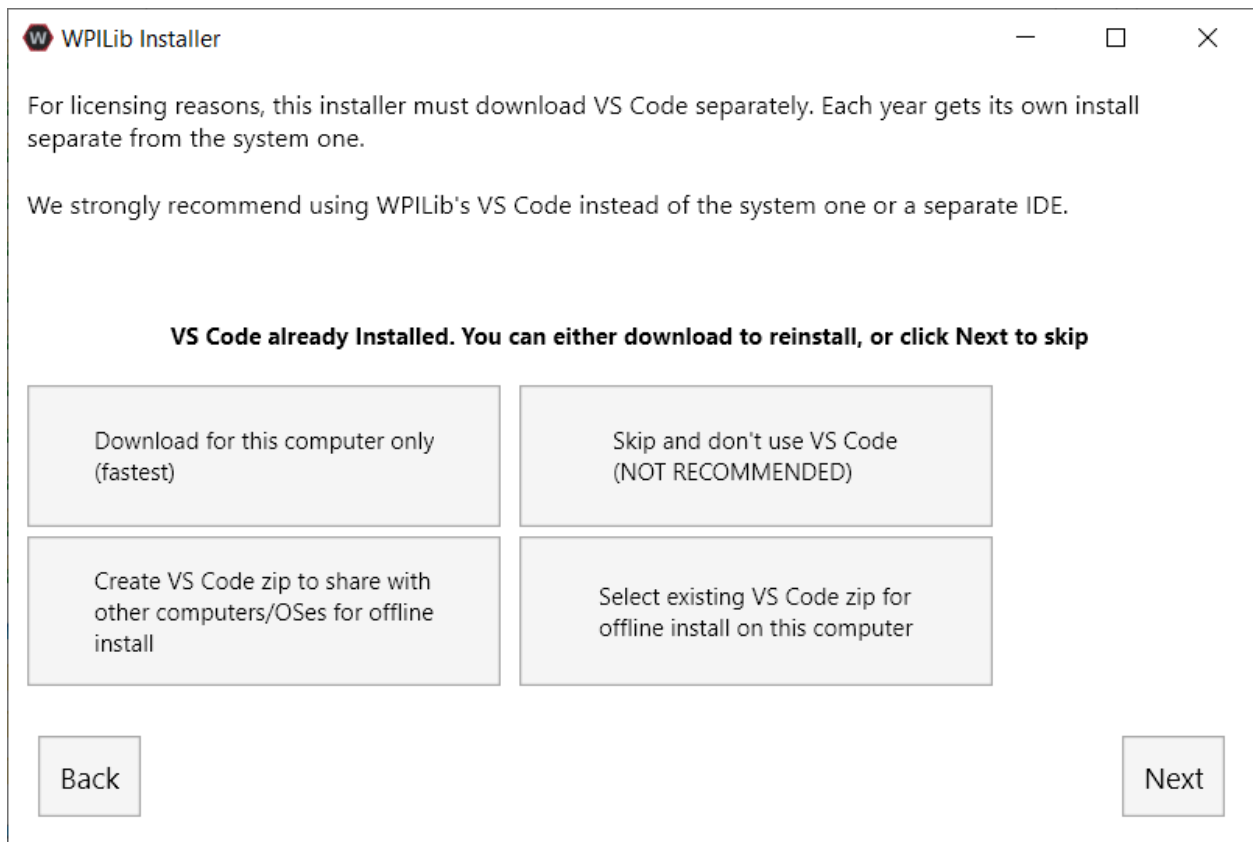 WPILib Installer
For licensing reasons, this installer must download VS Code separately. Each year gets its own install
separate from the system one.
We strongly recommend using WPILib's VS Code instead of the system one or a separate IDE.
VS Code already Installed. You can either download to reinstall, or click Next to skip
Download for this computer only
(fastest)
Skip and don't use VS Code
(NOT RECOMMENDED)
Create VS Code zip to share with
other computers/OSes for offline
install
Select existing VS Code zip for
offline install on this computer
Back
Next